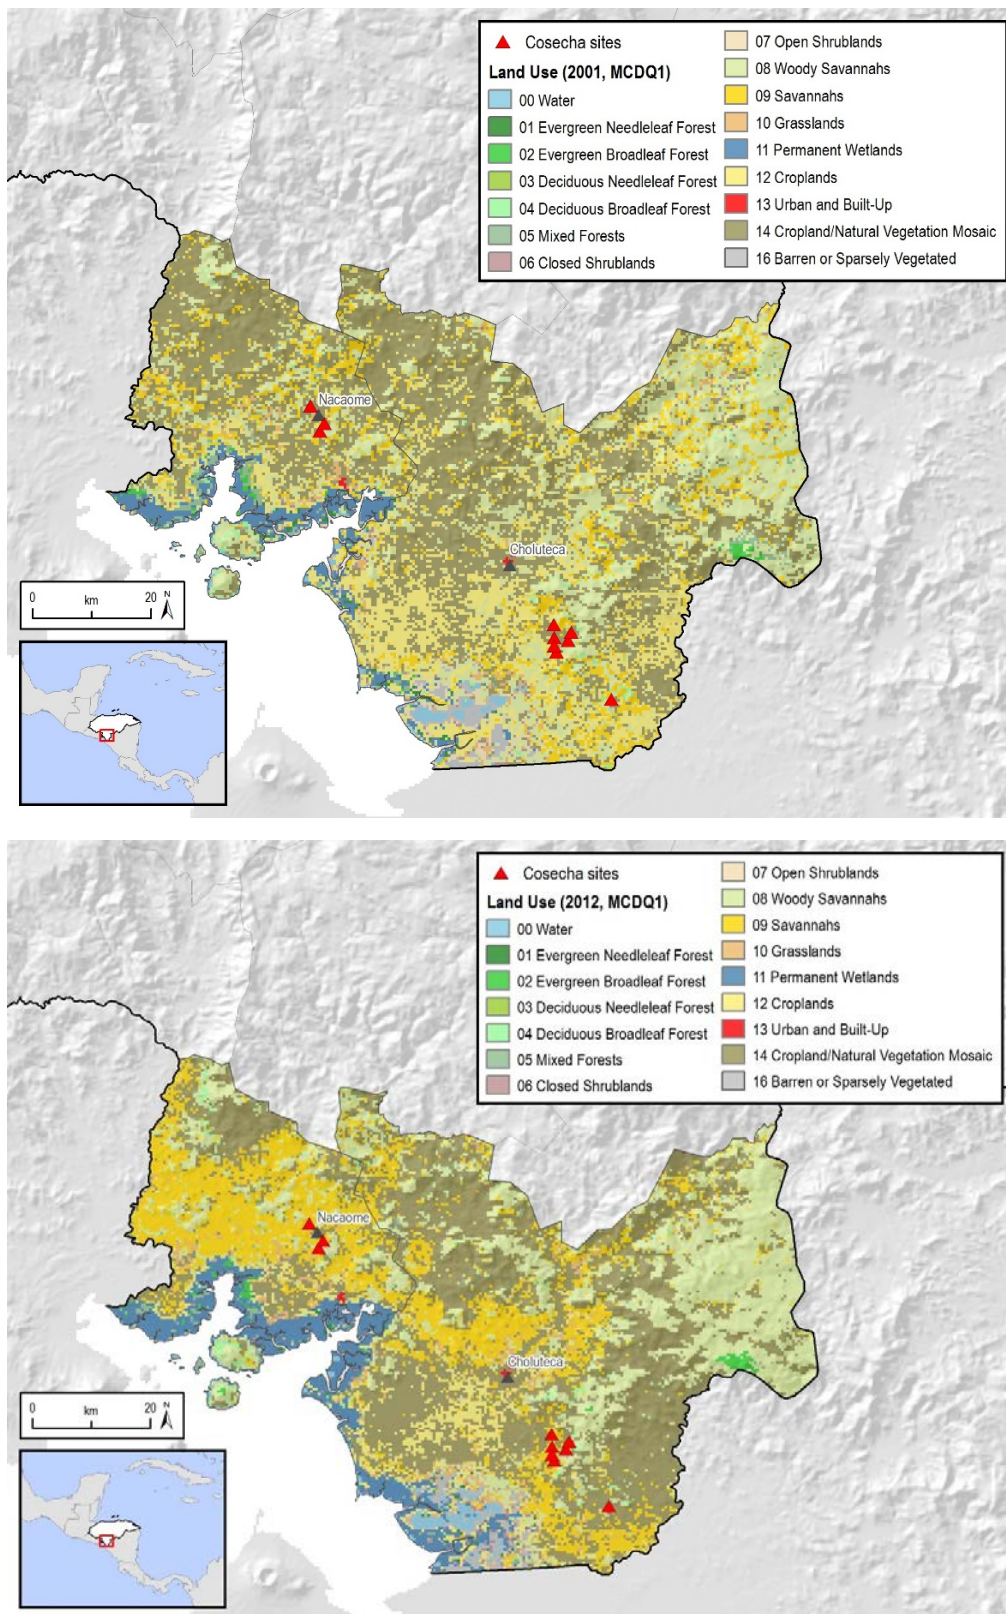 Cosecha sites
Land Use (2001, MCDQ1)
00 Water
01 Evergreen Needleleaf Forest
02 Evergreen Broadleaf Forest
03 Deciduous Needleleaf Forest
04 Deciduous Broadleaf Forest
05 Mixed Forests
06 Closed Shrublands
07 Open Shrublands
08 Woody Savannahs
09 Savannahs
10 Grasslands
11 Permanent Wetlands
12 Croplands
13 Urban and Built-Up
14 Cropland/Natural Vegetation Mosaic
16 Barren or Sparsely Vegetated
Nacaome
Choluteca
0 km 20 N
Cosecha sites
Land Use (2012, MCDQ1)
00 Water
01 Evergreen Needleleaf Forest
02 Evergreen Broadleaf Forest
03 Deciduous Needleleaf Forest
04 Deciduous Broadleaf Forest
05 Mixed Forests
06 Closed Shrublands
07 Open Shrublands
08 Woody Savannahs
09 Savannahs
10 Grasslands
11 Permanent Wetlands
12 Croplands
13 Urban and Built-Up
14 Cropland/Natural Vegetation Mosaic
16 Barren or Sparsely Vegetated
Nacaome
Choluteca
0 km 20 N